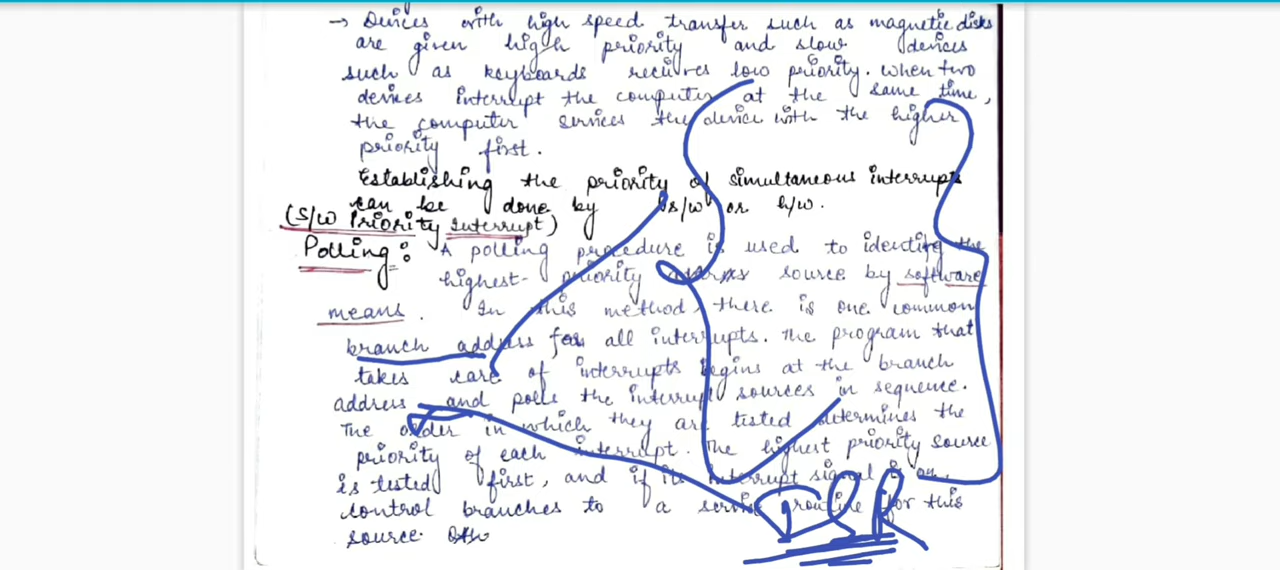 → Devices with high speed transfer such as magnetic disks
are given high priority and slow devices
such as keyboards recieves low priority. When two
devices interrupt the computer at the same time,
the computer services the device with the higher
priority first.
Establishing the priority of simultaneous interrupts
can be done by s/w or h/w.
(S/W Priority Interrupt)
Polling: A polling procedure is used to identify the
highest- priority source by software
means. In this method there is one common
branch address for all interrupts. The program that
takes care of interrupts begins at the branch
address and polls the interrupt sources in sequence.
The order in which they are tested determines the
priority of each interrupt. The highest priority source
is tested first, and if its interrupt signal is on,
control branches to a service routine for this
source. Othe
ISR